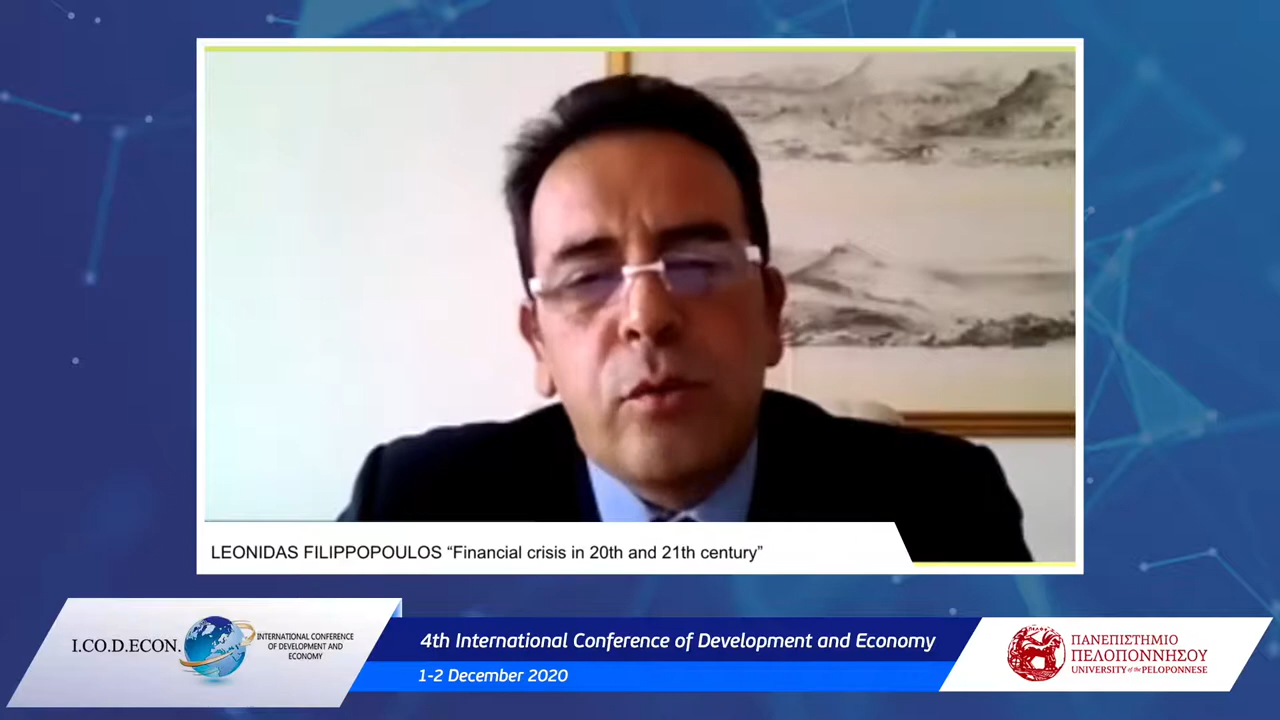 LEONIDAS FILIPPOPOULOS “Financial crisis in 20th and 21th century”
I.CO.D.ECON.
INTERNATIONAL CONFERENCE
OF DEVELOPMENT AND
ECONOMY
4th International Conference of Development and Economy
1-2 December 2020
ΠΑΝΕΠΙΣΤΗΜΙΟ
ΠΕΛΟΠΟΝΝΗΣΟΥ
UNIVERSITY of the PELOPONNESE